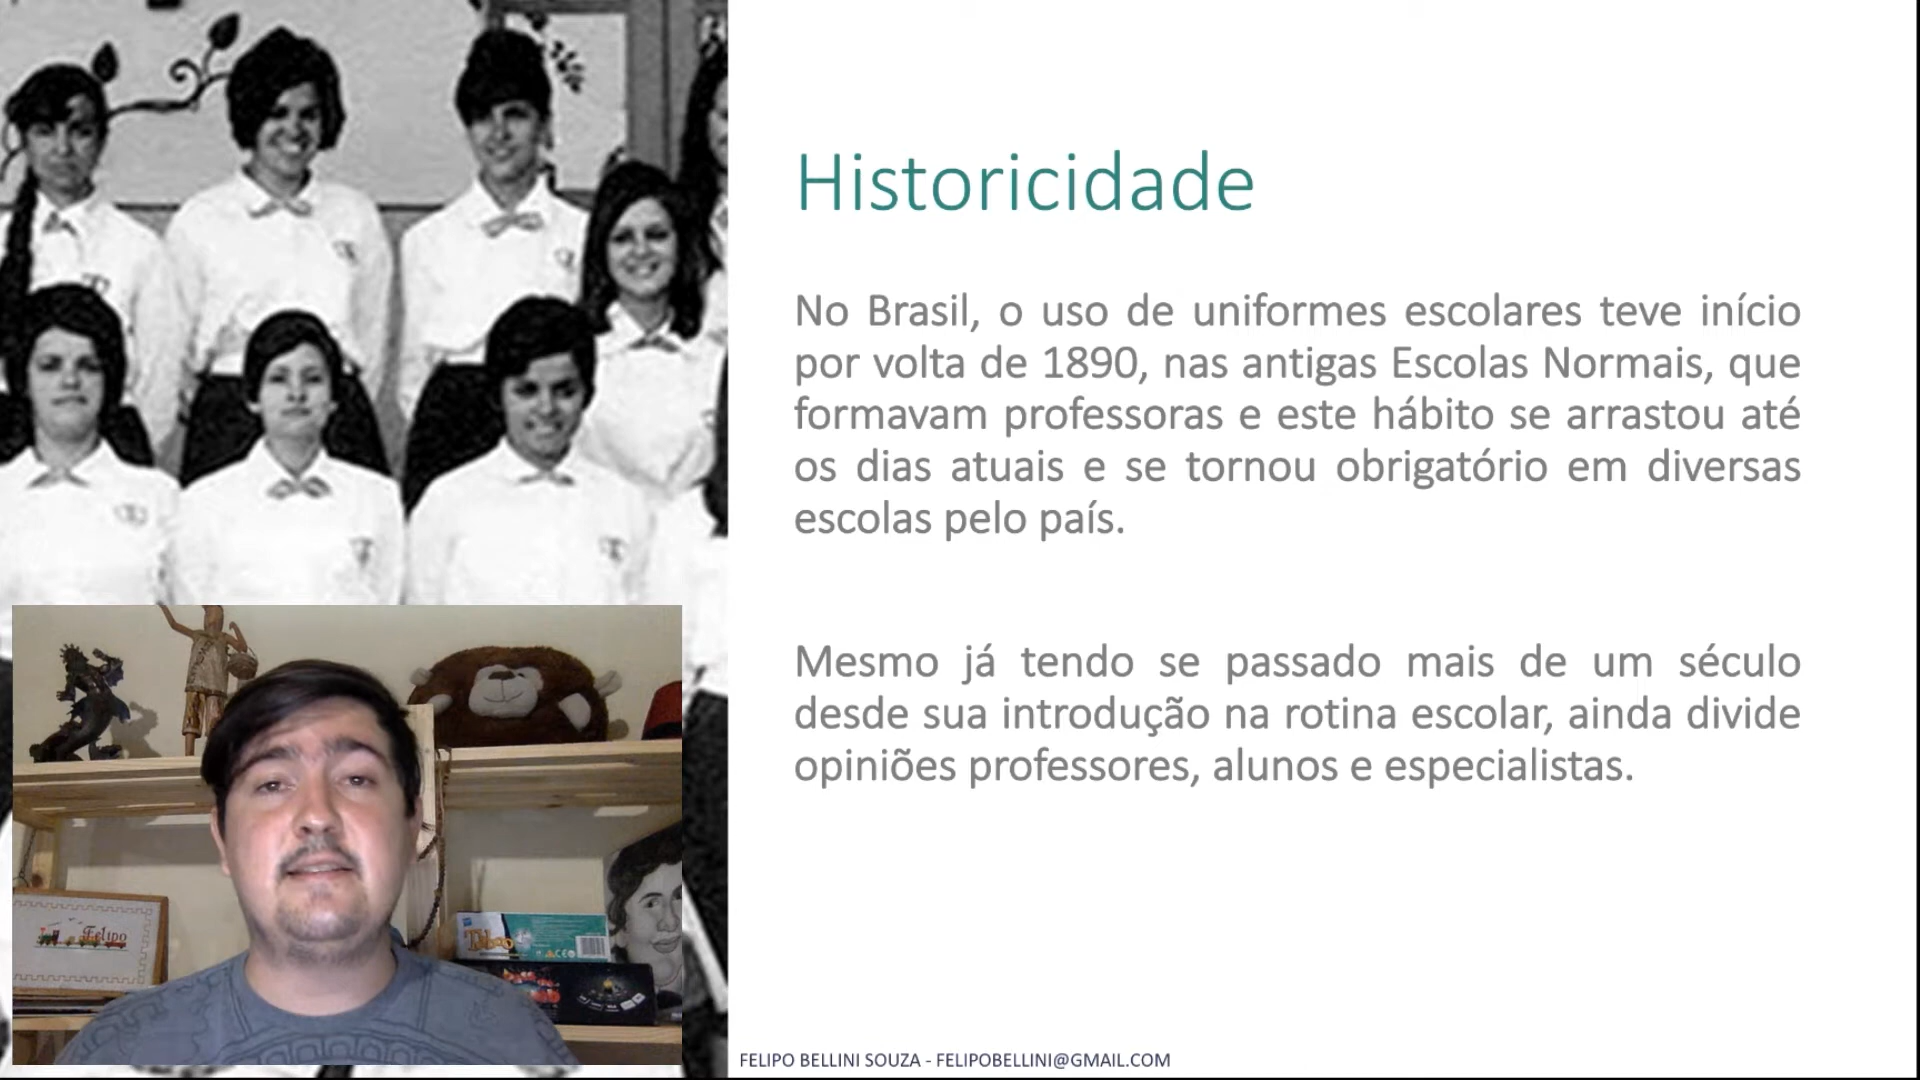 Historicidade
No Brasil, o uso de uniformes escolares teve início
por volta de 1890, nas antigas Escolas Normais, que
formavam professoras e este hábito se arrastou até
os dias atuais e se tornou obrigatório em diversas
escolas pelo país.
Mesmo já tendo se passado mais de um século
desde sua introdução na rotina escolar, ainda divide
opiniões professores, alunos e especialistas.
Felipo
Taboo
FELIPO BELLINI SOUZA - FELIPOBELLINI@GMAIL.COM